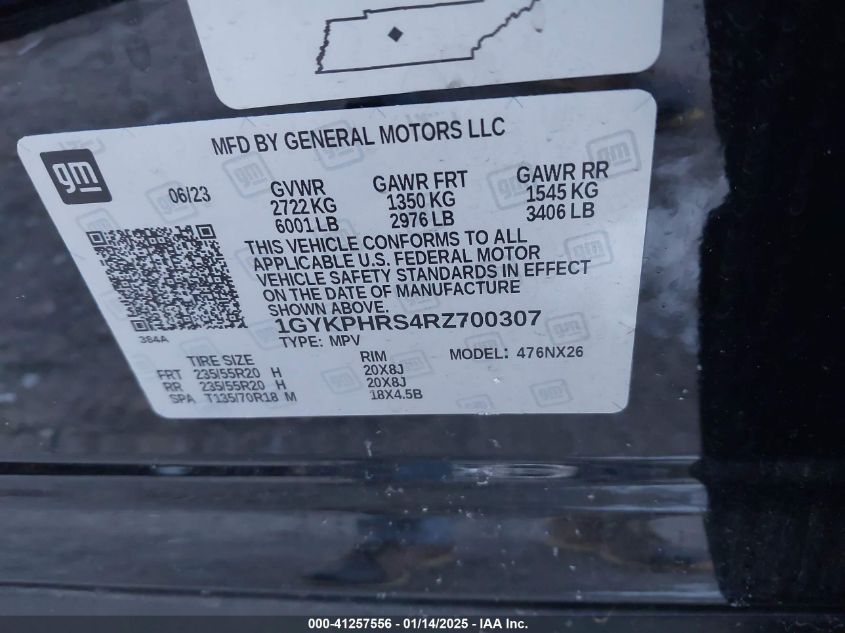 MFD BY GENERAL MOTORS LLC
gm
06/23
GVWR
2722 KG
6001 LB
GAWR FRT
1350 KG
2976 LB
GAWR RR
1545 KG
3406 LB
THIS VEHICLE CONFORMS TO ALL
APPLICABLE U.S. FEDERAL MOTOR
VEHICLE SAFETY STANDARDS IN EFFECT
ON THE DATE OF MANUFACTURE
SHOWN ABOVE.
1GYKPHRS4RZ700307
TYPE: MPV
MODEL: 476NX26
384A
TIRE SIZE RIM
FRT 235/55R20 H 20X8J
RR 235/55R20 H 20X8J
SPA T135/70R18 M 18X4.5B
000-41257556 - 01/14/2025 - IAA Inc.